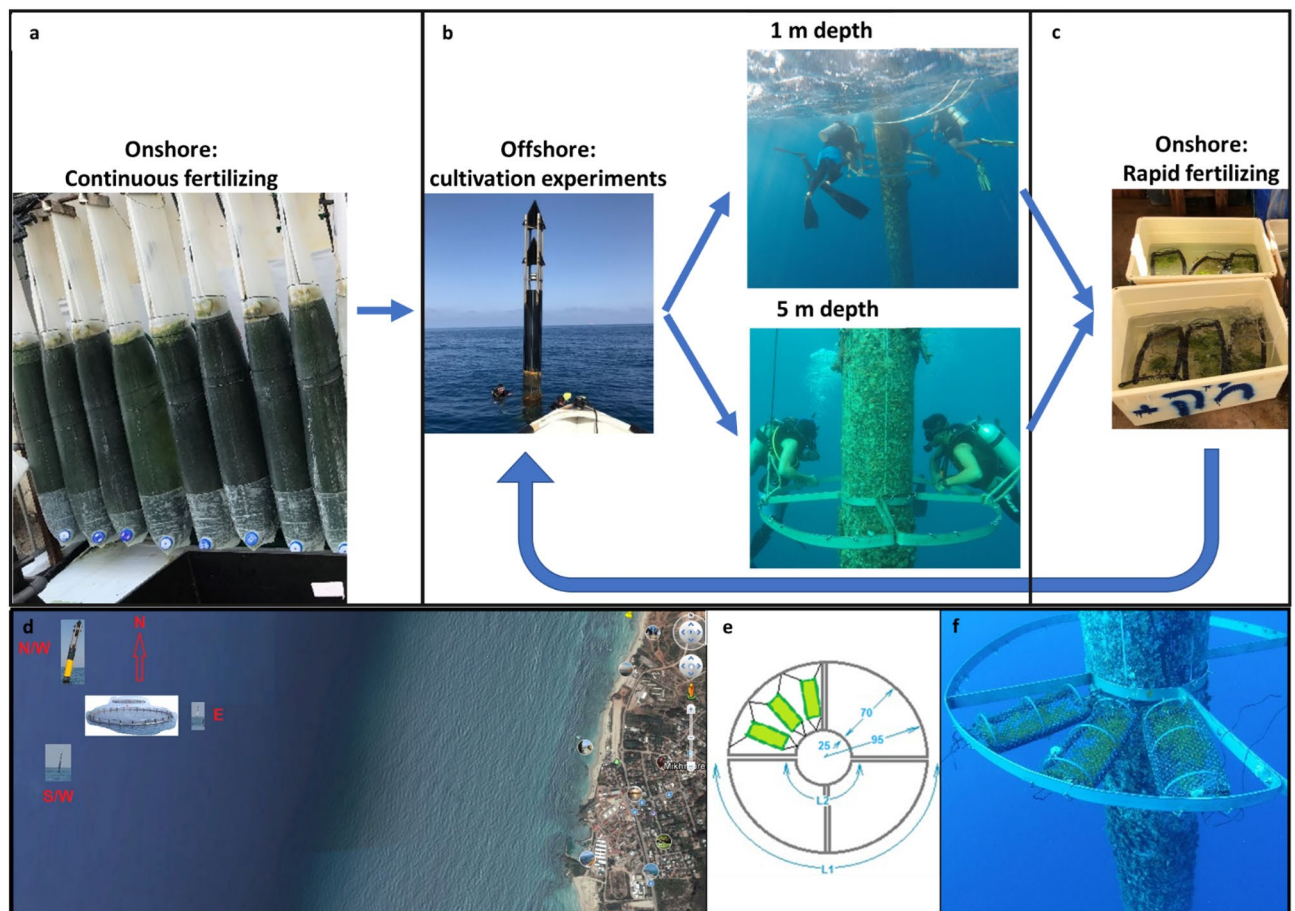 a
Onshore:
Continuous fertilizing
b
Offshore:
cultivation experiments
1 m depth
5 m depth
c
Onshore:
Rapid fertilizing
d
N/W
N
E
S/W
e
70
25
95
L2
L1
f